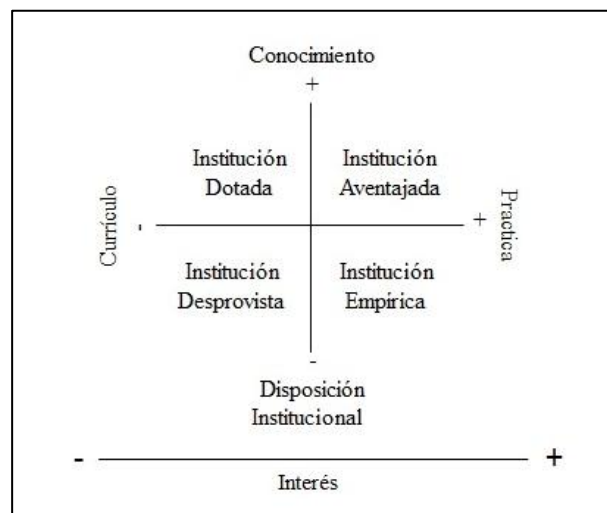 Conocimiento
+
Institución
Dotada
Institución
Aventajada
Currículo
-
+
Practica
Institución
Desprovista
Institución
Empírica
-
Disposición
Institucional
-
+
Interés